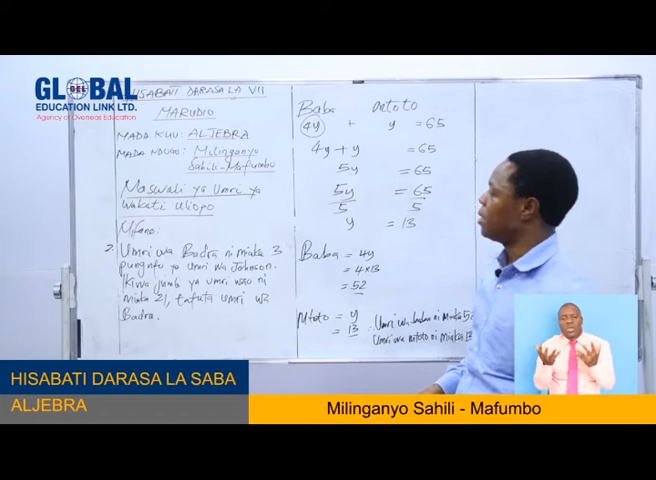 GLOBAL
GEL
EDUCATION LINK LTD.
Agency of Overseas Education
HISABATI DARASA LA VII
MARUDIO
MADA KUU: ALJEBRA
MADA NDOGO: Milinganyo
Sahili - Mafumbo
Maswali ya Umri ya
Wakati Uliopo
Mfano:
2. Umri wa Badra ni miaka 3
pungufu ya umri wa Johnson.
Ikiwa jumla ya umri wao ni
miaka 21, tafuta umri wa
Badra.
Baba Mtoto
4y + y = 65
4y + y = 65
5y = 65
5y = 65
5 5
y = 13
Baba = 4y
= 4 x 13
= 52
Mtoto = y
= 13
∴ Umri wa baba ni miaka 5
Umri wa mtoto ni miaka 13
HISABATI DARASA LA SABA
ALJEBRA
Milinganyo Sahili - Mafumbo